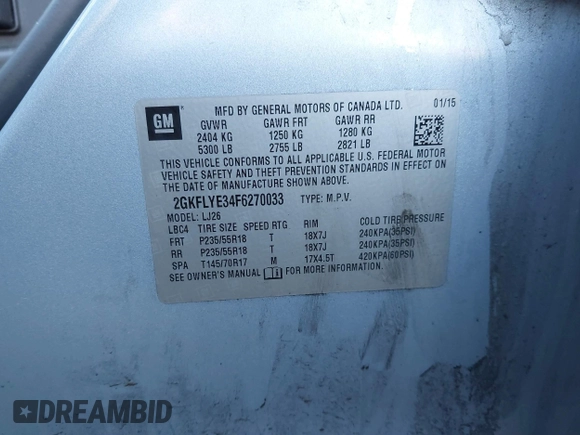 GM
MFD BY GENERAL MOTORS OF CANADA LTD. 01/15
GVWR GAWR FRT GAWR RR
2404 KG 1250 KG 1280 KG
5300 LB 2755 LB 2821 LB
THIS VEHICLE CONFORMS TO ALL APPLICABLE U.S. FEDERAL MOTOR
VEHICLE SAFETY AND THEFT PREVENTION STANDARDS IN EFFECT ON
THE DATE OF MANUFACTURE SHOWN ABOVE.
2GKFLYE34F6270033 TYPE: M.P.V.
MODEL: LJ26
LBC4 TIRE SIZE SPEED RTG RIM COLD TIRE PRESSURE
FRT P235/55R18 T 18X7J 240KPA(35PSI)
RR P235/55R18 T 18X7J 240KPA(35PSI)
SPA T145/70R17 M 17X4.5T 420KPA(60PSI)
SEE OWNER'S MANUAL FOR MORE INFORMATION.
DREAMBID